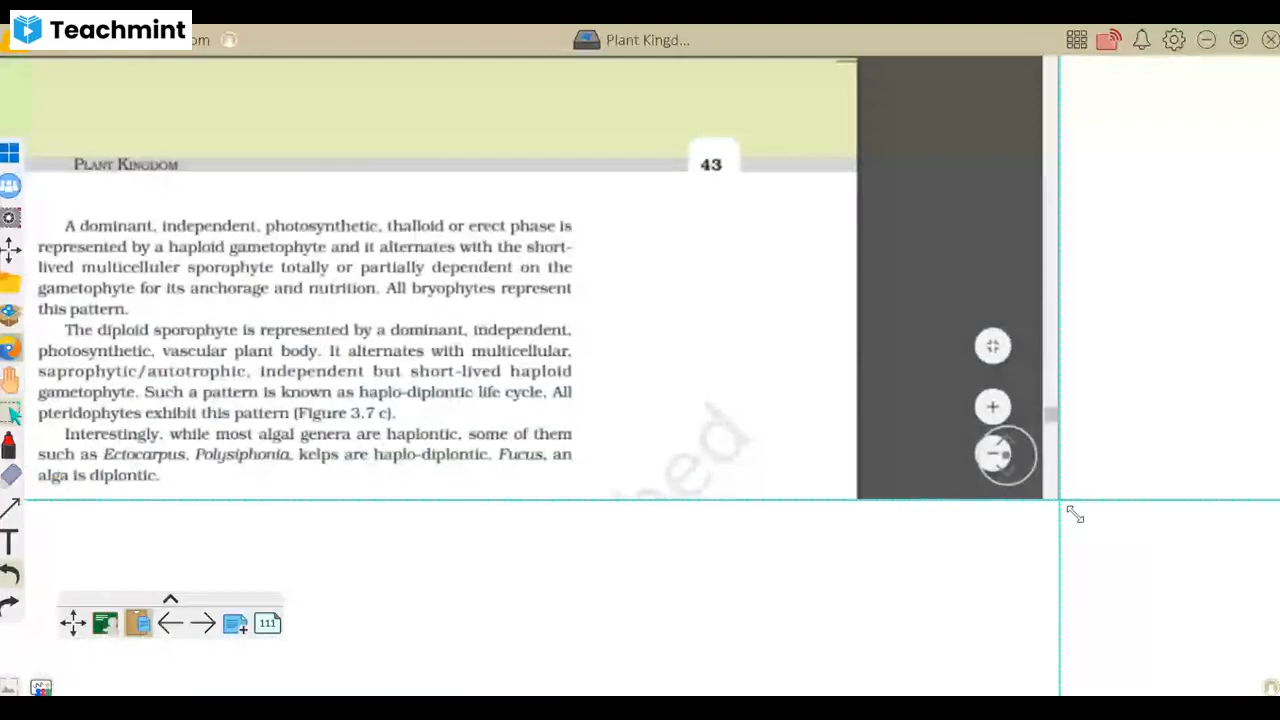 Teachmint
om
Plant Kingd...
PLANT KINGDOM
43
A dominant, independent, photosynthetic, thalloid or erect phase is
represented by a haploid gametophyte and it alternates with the short-
lived multicelluler sporophyte totally or partially dependent on the
gametophyte for its anchorage and nutrition. All bryophytes represent
this pattern.
The diploid sporophyte is represented by a dominant, independent,
photosynthetic, vascular plant body. It alternates with multicellular,
saprophytic/autotrophic, independent but short-lived haploid
gametophyte. Such a pattern is known as haplo-diplontic life cycle. All
pteridophytes exhibit this pattern (Figure 3.7 c).
Interestingly, while most algal genera are haplontic, some of them
such as Ectocarpus, Polysiphonia, kelps are haplo-diplontic. Fucus, an
alga is diplontic.
T
111